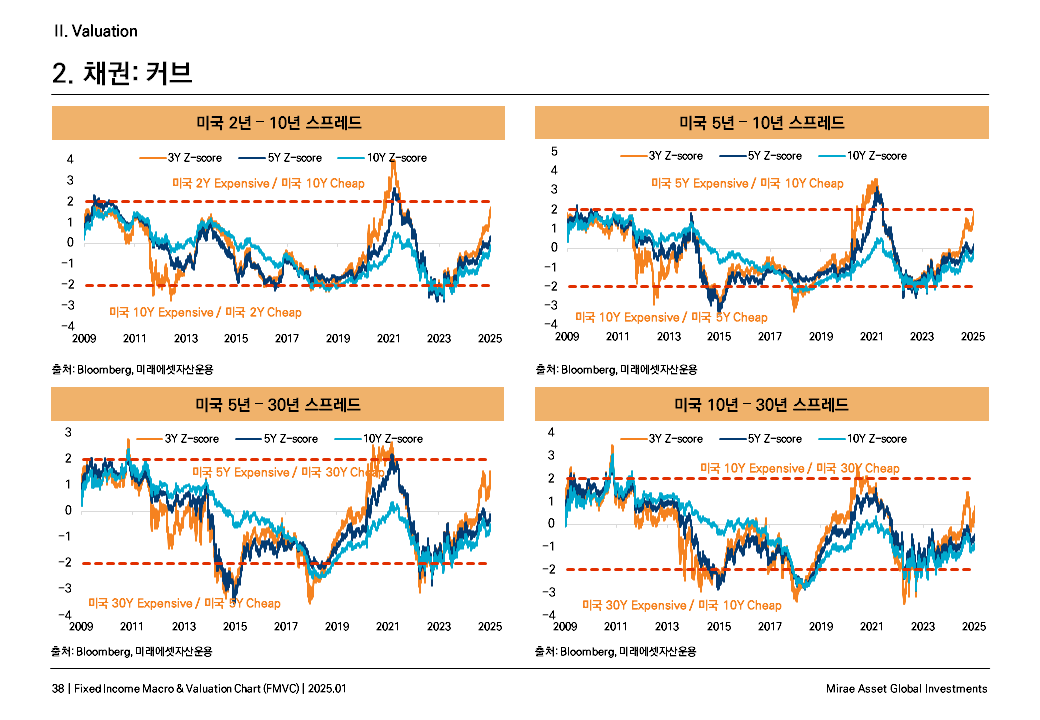 II. Valuation
2. 채권: 커브
미국 2년 – 10년 스프레드
4
3
2
1
0
−1
−2
−3
−4
3Y Z-score 5Y Z-score 10Y Z-score
미국 2Y Expensive / 미국 10Y Cheap
미국 10Y Expensive / 미국 2Y Cheap
2009 2011 2013 2015 2017 2019 2021 2023 2025
출처: Bloomberg, 미래에셋자산운용
미국 5년 – 10년 스프레드
5
4
3
2
1
0
−1
−2
−3
−4
3Y Z-score 5Y Z-score 10Y Z-score
미국 5Y Expensive / 미국 10Y Cheap
미국 10Y Expensive / 미국 5Y Cheap
2009 2011 2013 2015 2017 2019 2021 2023 2025
출처: Bloomberg, 미래에셋자산운용
미국 5년 – 30년 스프레드
3
2
1
0
−1
−2
−3
−4
3Y Z-score 5Y Z-score 10Y Z-score
미국 5Y Expensive / 미국 30Y Cheap
미국 30Y Expensive / 미국 5Y Cheap
2009 2011 2013 2015 2017 2019 2021 2023 2025
출처: Bloomberg, 미래에셋자산운용
미국 10년 – 30년 스프레드
4
3
2
1
0
−1
−2
−3
−4
3Y Z-score 5Y Z-score 10Y Z-score
미국 10Y Expensive / 미국 30Y Cheap
미국 30Y Expensive / 미국 10Y Cheap
2009 2011 2013 2015 2017 2019 2021 2023 2025
출처: Bloomberg, 미래에셋자산운용
38 | Fixed Income Macro & Valuation Chart (FMVC) | 2025.01
Mirae Asset Global Investments